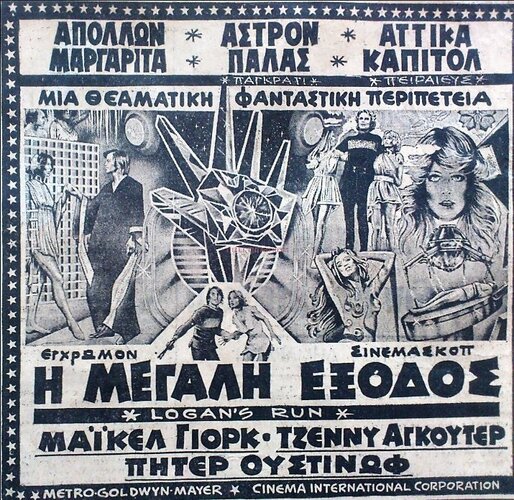 ΑΠΟΛΛΩΝ * ΑΣΤΡΟΝ * ΑΤΤΙΚΑ
ΜΑΡΓΑΡΙΤΑ * ΠΑΛΑΣ * ΚΑΠΙΤΟΛ
* ΠΑΓΚΡΑΤΙ * * ΠΕΙΡΑΙΕΥΣ *
ΜΙΑ ΘΕΑΜΑΤΙΚΗ ΦΑΝΤΑΣΤΙΚΗ ΠΕΡΙΠΕΤΕΙΑ
ΕΓΧΡΩΜΟΝ ΣΙΝΕΜΑΣΚΟΠ
Η ΜΕΓΑΛΗ ΕΞΟΔΟΣ
* LOGAN'S RUN *
ΜΑΪΚΕΛ ΓΙΟΡΚ · ΤΖΕΝΝΥ ΑΓΚΟΥΤΕΡ
ΠΗΤΕΡ ΟΥΣΤΙΝΩΦ
* METRO-GOLDWYN-MAYER * CINEMA INTERNATIONAL CORPORATION